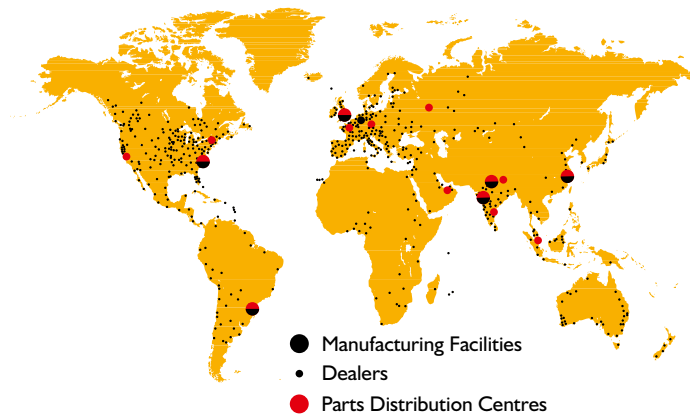 Manufacturing Facilities
Dealers
Parts Distribution Centres